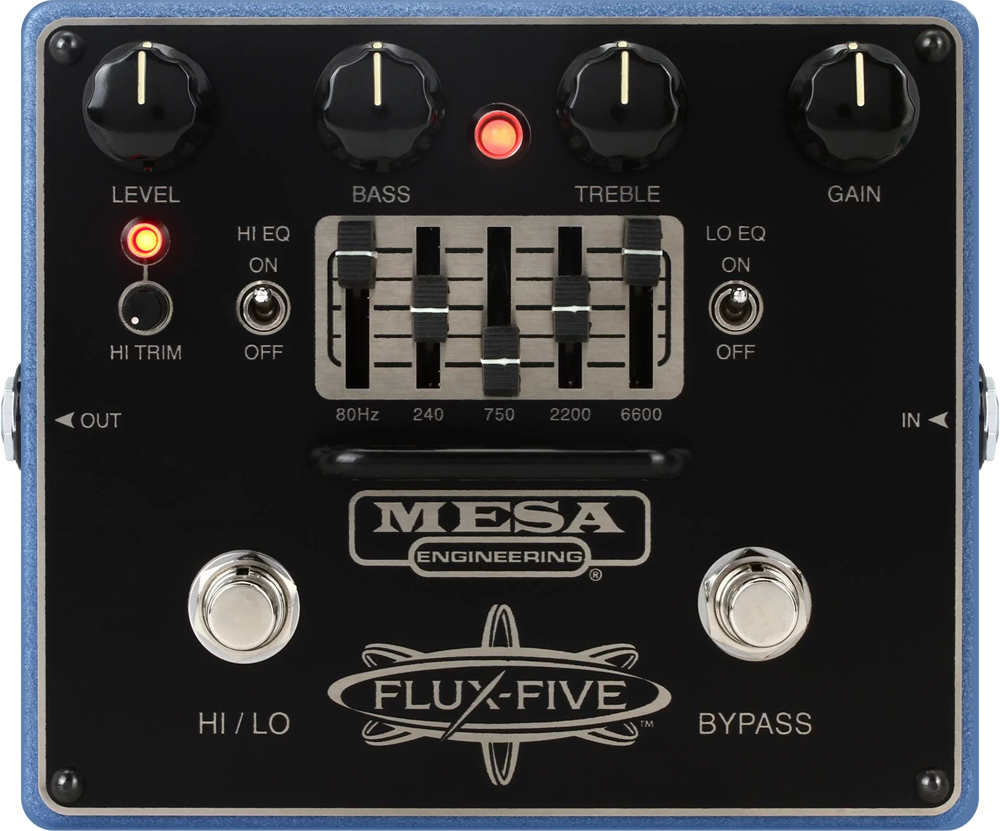 LEVEL
BASS
TREBLE
GAIN
HI EQ
ON
OFF
LO EQ
ON
OFF
HI TRIM
80Hz 240 750 2200 6600
OUT
IN
MESA
ENGINEERING
®
FLUX-FIVE
™
HI / LO
BYPASS